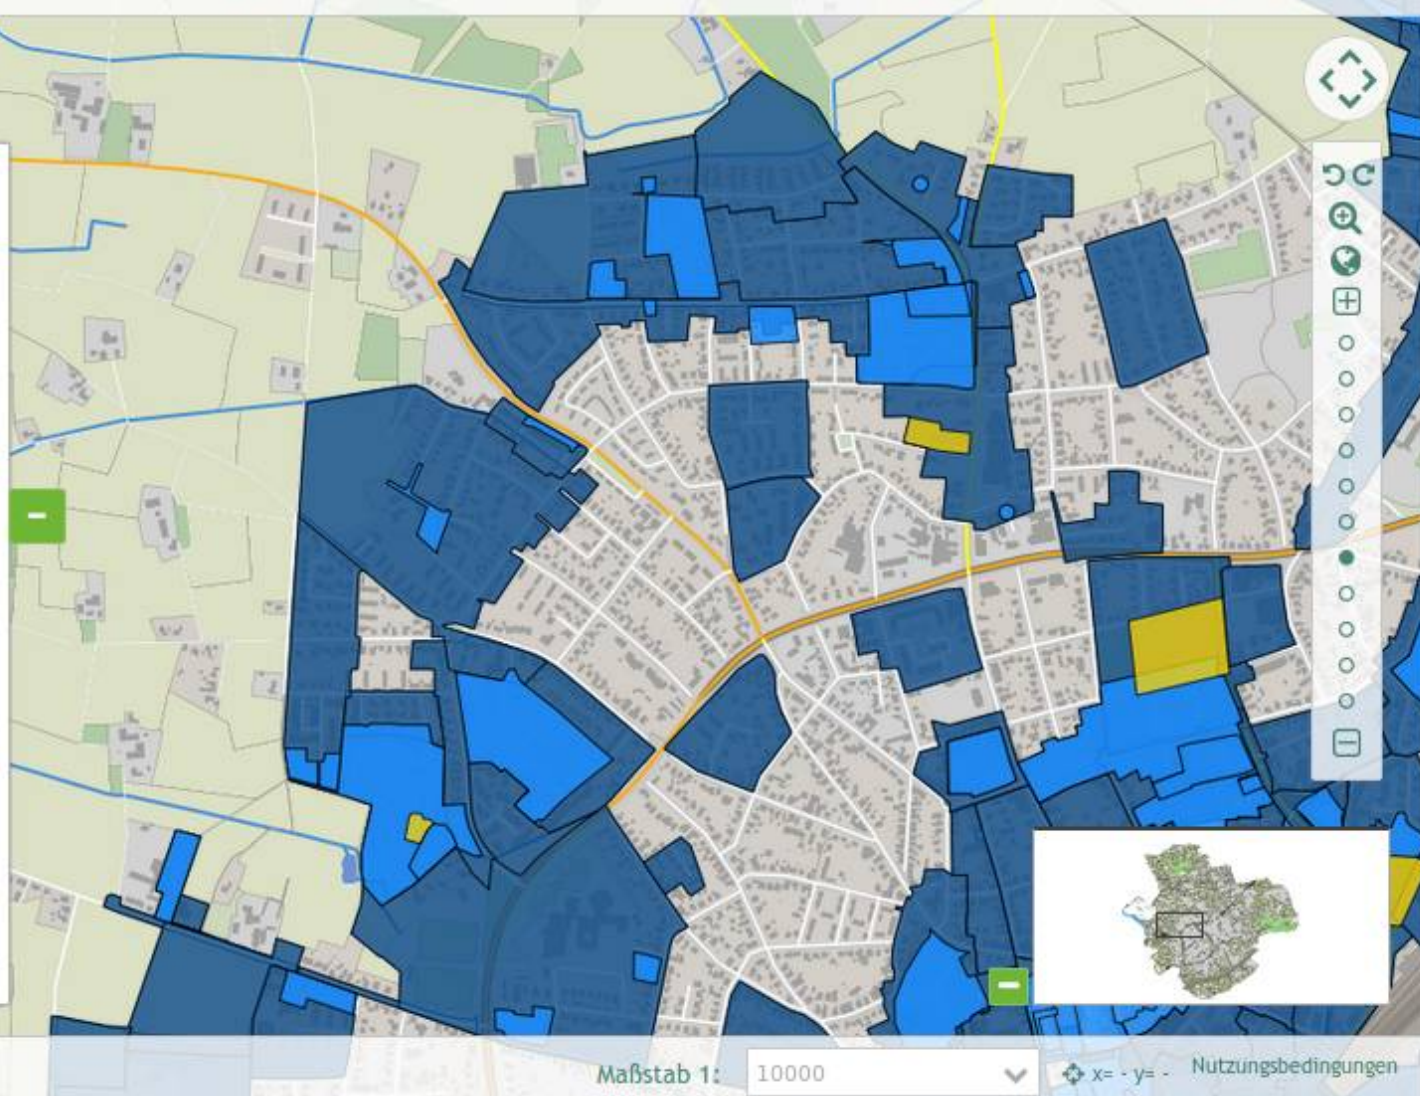 Maßstab 1: 10000 x= - y= - Nutzungsbedingungen